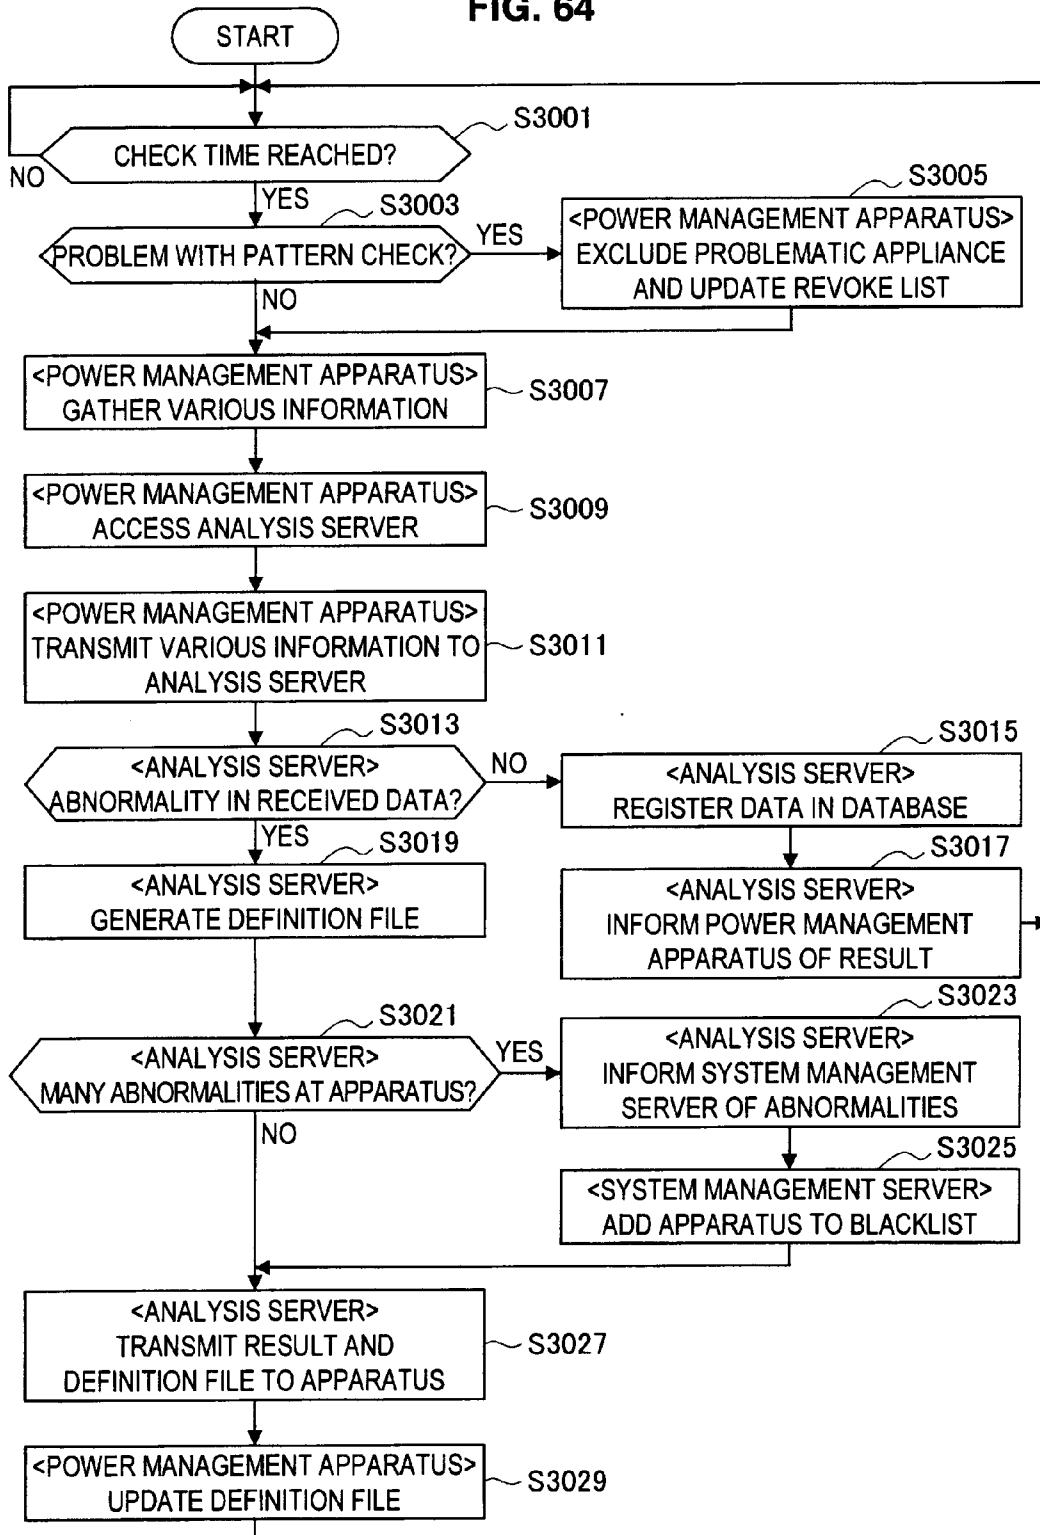 FIG. 64
START
S3001
CHECK TIME REACHED?
NO
YES
S3003
PROBLEM WITH PATTERN CHECK?
YES
NO
S3005
<POWER MANAGEMENT APPARATUS>
EXCLUDE PROBLEMATIC APPLIANCE
AND UPDATE REVOKE LIST
<POWER MANAGEMENT APPARATUS>
GATHER VARIOUS INFORMATION
S3007
<POWER MANAGEMENT APPARATUS>
ACCESS ANALYSIS SERVER
S3009
<POWER MANAGEMENT APPARATUS>
TRANSMIT VARIOUS INFORMATION TO
ANALYSIS SERVER
S3011
S3013
<ANALYSIS SERVER>
ABNORMALITY IN RECEIVED DATA?
NO
YES
S3015
<ANALYSIS SERVER>
REGISTER DATA IN DATABASE
S3017
<ANALYSIS SERVER>
INFORM POWER MANAGEMENT
APPARATUS OF RESULT
S3019
<ANALYSIS SERVER>
GENERATE DEFINITION FILE
S3021
<ANALYSIS SERVER>
MANY ABNORMALITIES AT APPARATUS?
YES
NO
S3023
<ANALYSIS SERVER>
INFORM SYSTEM MANAGEMENT
SERVER OF ABNORMALITIES
S3025
<SYSTEM MANAGEMENT SERVER>
ADD APPARATUS TO BLACKLIST
<ANALYSIS SERVER>
TRANSMIT RESULT AND
DEFINITION FILE TO APPARATUS
S3027
<POWER MANAGEMENT APPARATUS>
UPDATE DEFINITION FILE
S3029